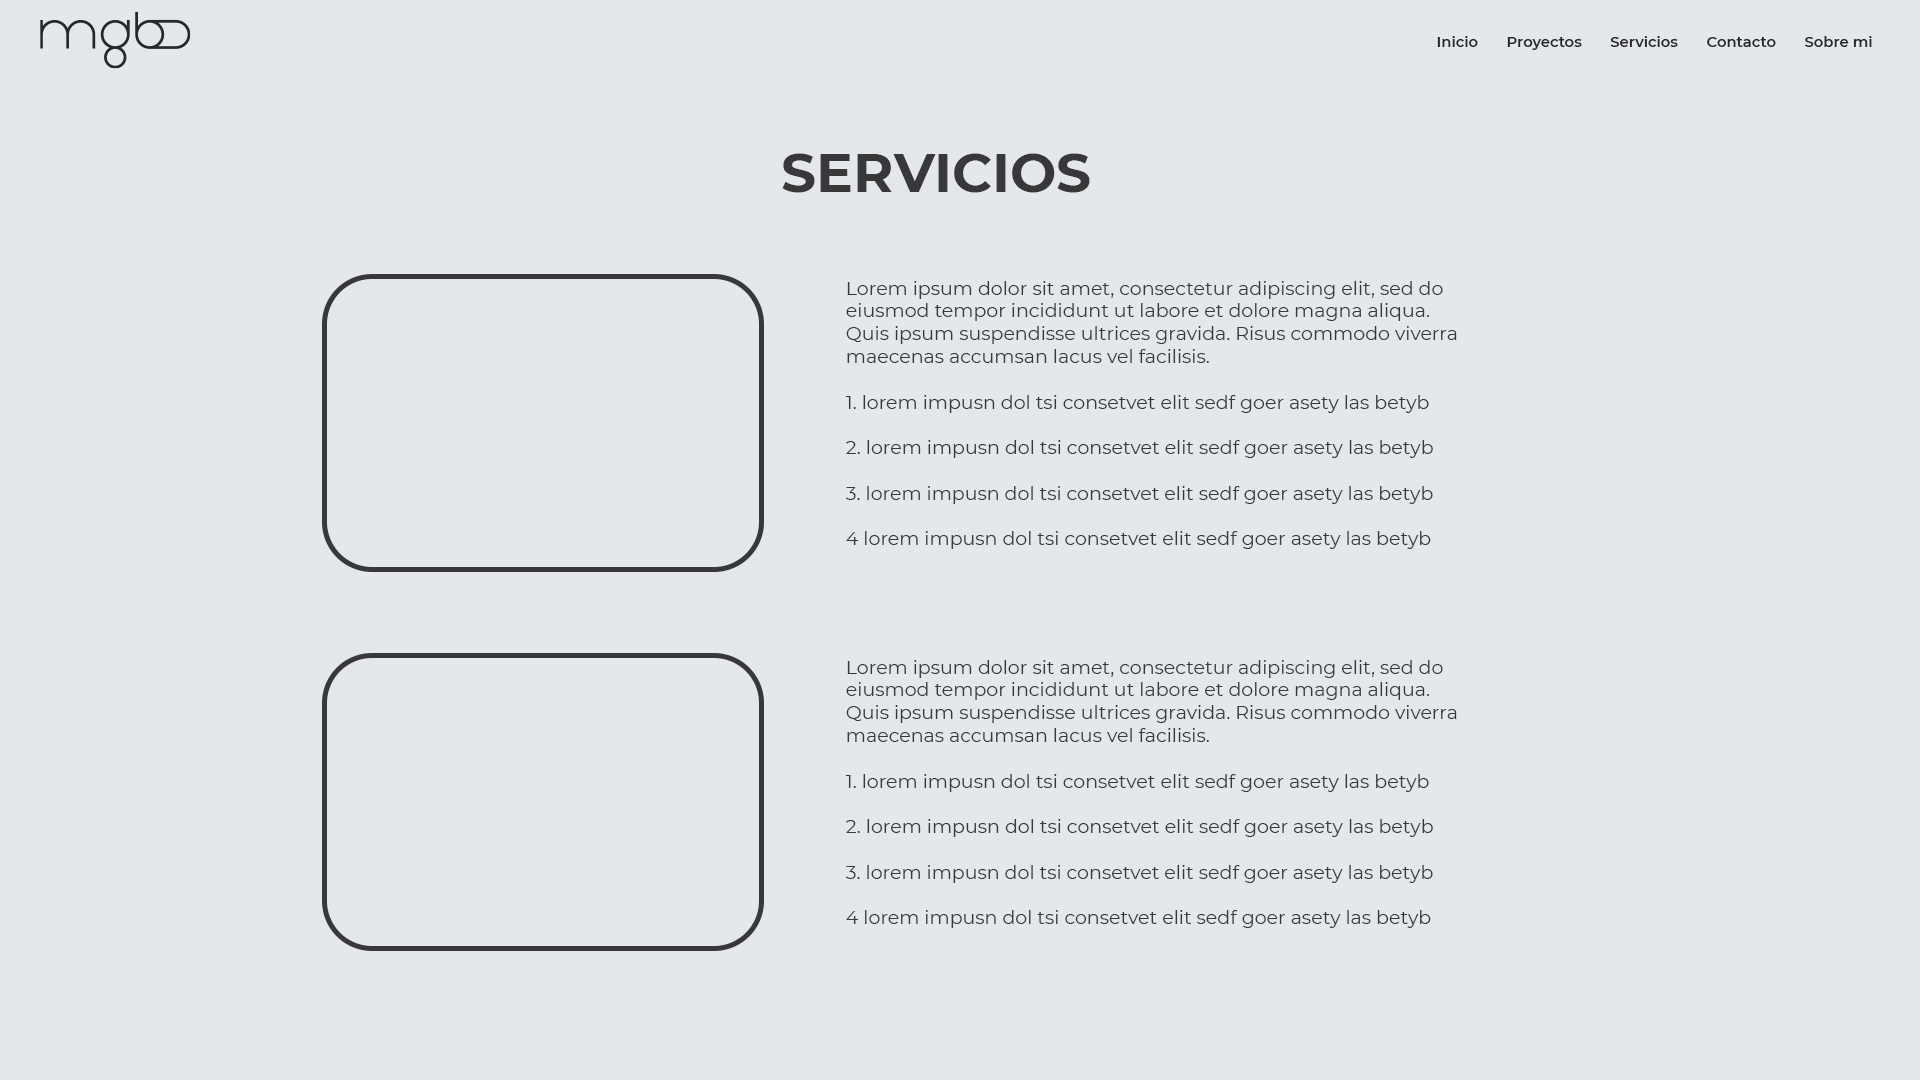 mgbd
Inicio Proyectos Servicios Contacto Sobre mi
SERVICIOS
Lorem ipsum dolor sit amet, consectetur adipiscing elit, sed do
eiusmod tempor incididunt ut labore et dolore magna aliqua.
Quis ipsum suspendisse ultrices gravida. Risus commodo viverra
maecenas accumsan lacus vel facilisis.
1. lorem impusn dol tsi consetvet elit sedf goer asety las betyb
2. lorem impusn dol tsi consetvet elit sedf goer asety las betyb
3. lorem impusn dol tsi consetvet elit sedf goer asety las betyb
4 lorem impusn dol tsi consetvet elit sedf goer asety las betyb
Lorem ipsum dolor sit amet, consectetur adipiscing elit, sed do
eiusmod tempor incididunt ut labore et dolore magna aliqua.
Quis ipsum suspendisse ultrices gravida. Risus commodo viverra
maecenas accumsan lacus vel facilisis.
1. lorem impusn dol tsi consetvet elit sedf goer asety las betyb
2. lorem impusn dol tsi consetvet elit sedf goer asety las betyb
3. lorem impusn dol tsi consetvet elit sedf goer asety las betyb
4 lorem impusn dol tsi consetvet elit sedf goer asety las betyb